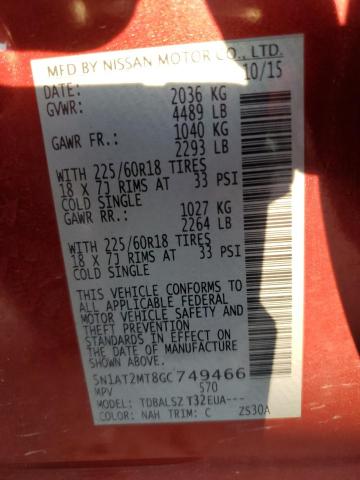 MFD BY NISSAN MOTOR CO., LTD.
DATE: 10/15
GVWR: 2036 KG
4489 LB
GAWR FR.: 1040 KG
2293 LB
WITH 225/60R18 TIRES
18 X 7J RIMS AT 33 PSI
COLD SINGLE
GAWR RR.: 1027 KG
2264 LB
WITH 225/60R18 TIRES
18 X 7J RIMS AT 33 PSI
COLD SINGLE
THIS VEHICLE CONFORMS TO
ALL APPLICABLE FEDERAL
MOTOR VEHICLE SAFETY AND
THEFT PREVENTION
STANDARDS IN EFFECT ON
THE DATE OF MANUFACTURE
SHOWN ABOVE.
5N1AT2MT8GC749466
MPV 570
MODEL: TDBALSZ T32EUA---
COLOR: NAH TRIM: C ZS30A